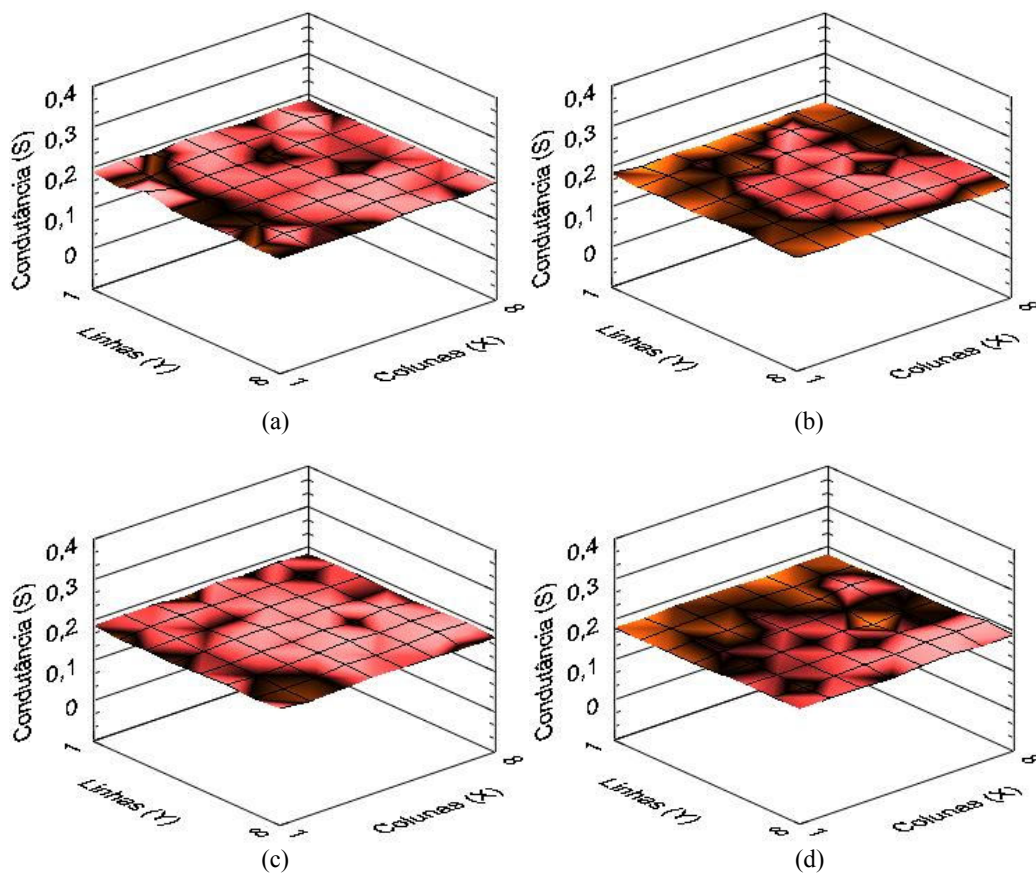 0,4
0,3
0,2
0,1
0
Condutância (S)
1
Linhas (Y)
8
1
Colunas (X)
8
(a)
0,4
0,3
0,2
0,1
0
Condutância (S)
1
Linhas (Y)
8
1
Colunas (X)
8
(b)
0,4
0,3
0,2
0,1
0
Condutância (S)
1
Linhas (Y)
8
1
Colunas (X)
8
(c)
0,4
0,3
0,2
0,1
0
Condutância (S)
1
Linhas (Y)
8
1
Colunas (X)
8
(d)